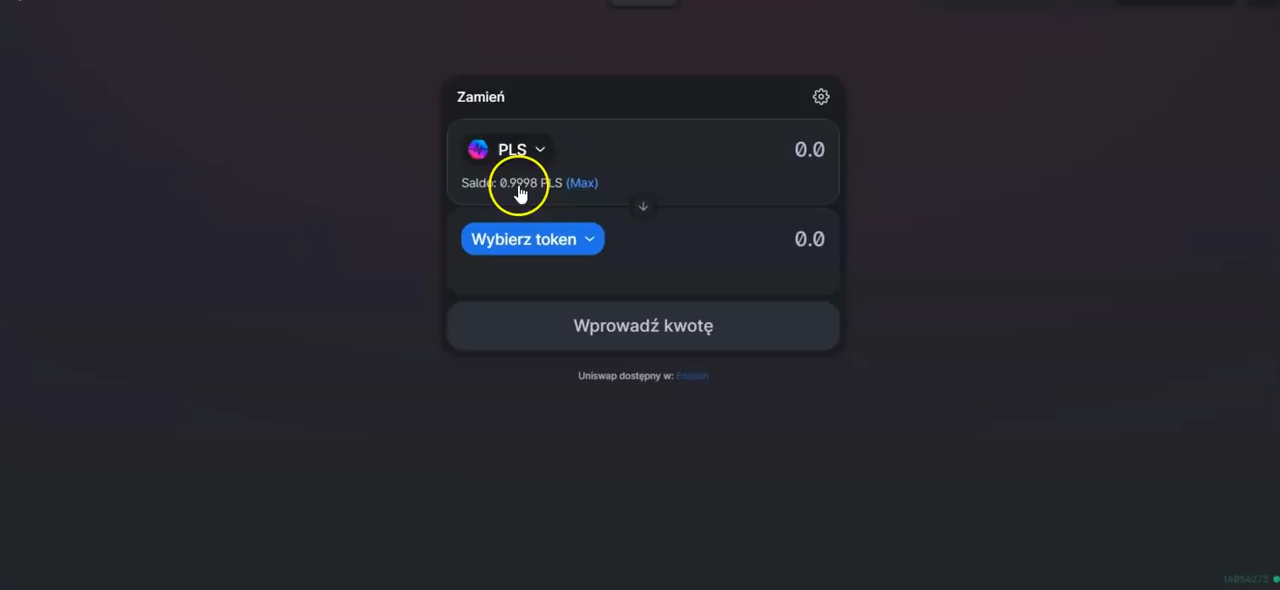 Zamień
PLS
0.0
Saldo: 0.9998 PLS (Max)
Wybierz token
0.0
Wprowadź kwotę
Uniswap dostępny w: English
14054273